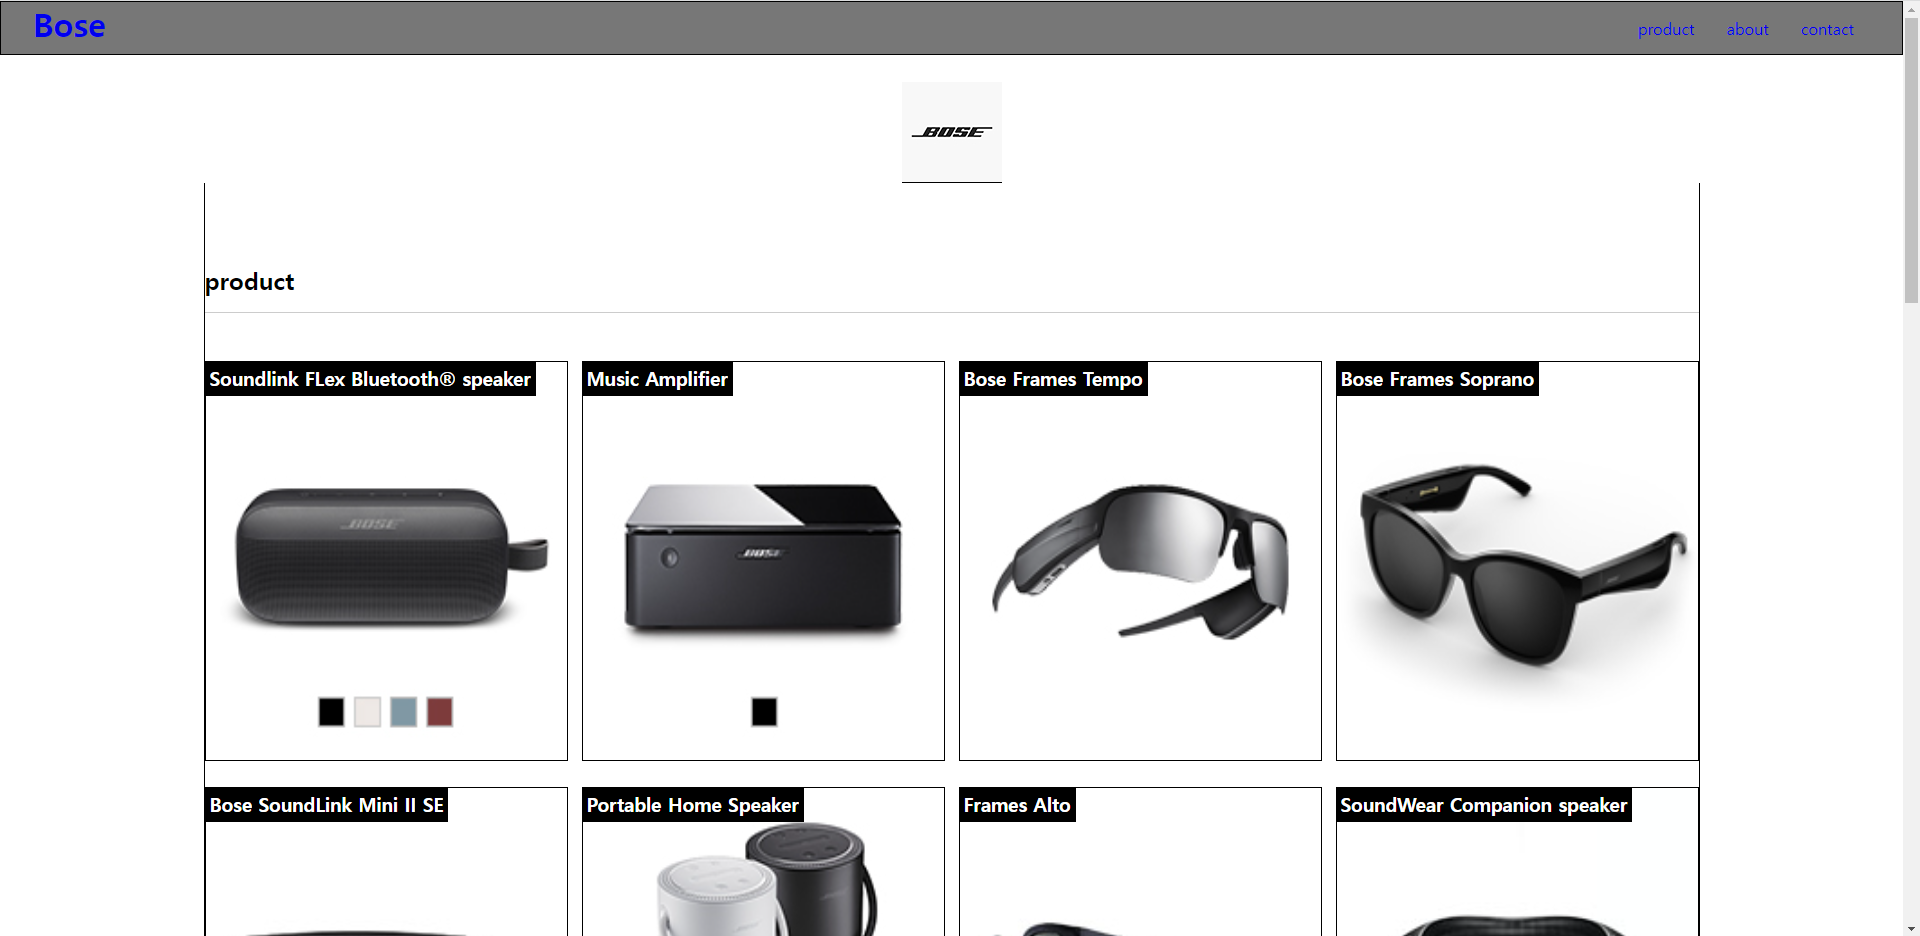 Bose
product about contact
BOSE
product
Soundlink FLex Bluetooth® speaker
Music Amplifier
Bose Frames Tempo
Bose Frames Soprano
BOSE
BOSE
Bose SoundLink Mini II SE
Portable Home Speaker
Frames Alto
SoundWear Companion speaker